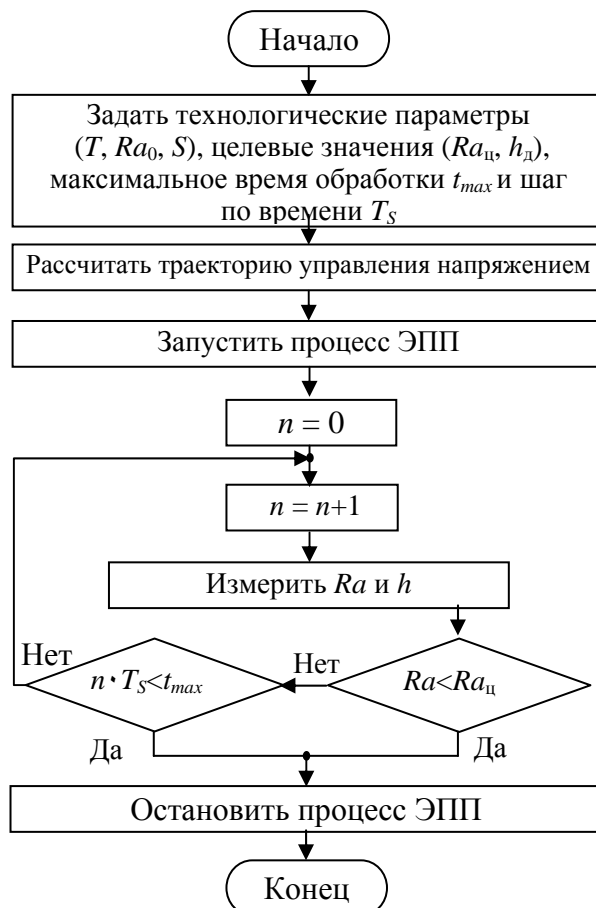 Начало
Задать технологические параметры
(T, Ra₀, S), целевые значения (Raц, hд),
максимальное время обработки tmax и шаг
по времени TS
Рассчитать траекторию управления напряжением
Запустить процесс ЭПП
n = 0
n = n+1
Измерить Ra и h
Нет
n·TS<tmax
Нет
Ra<Raц
Да
Да
Остановить процесс ЭПП
Конец